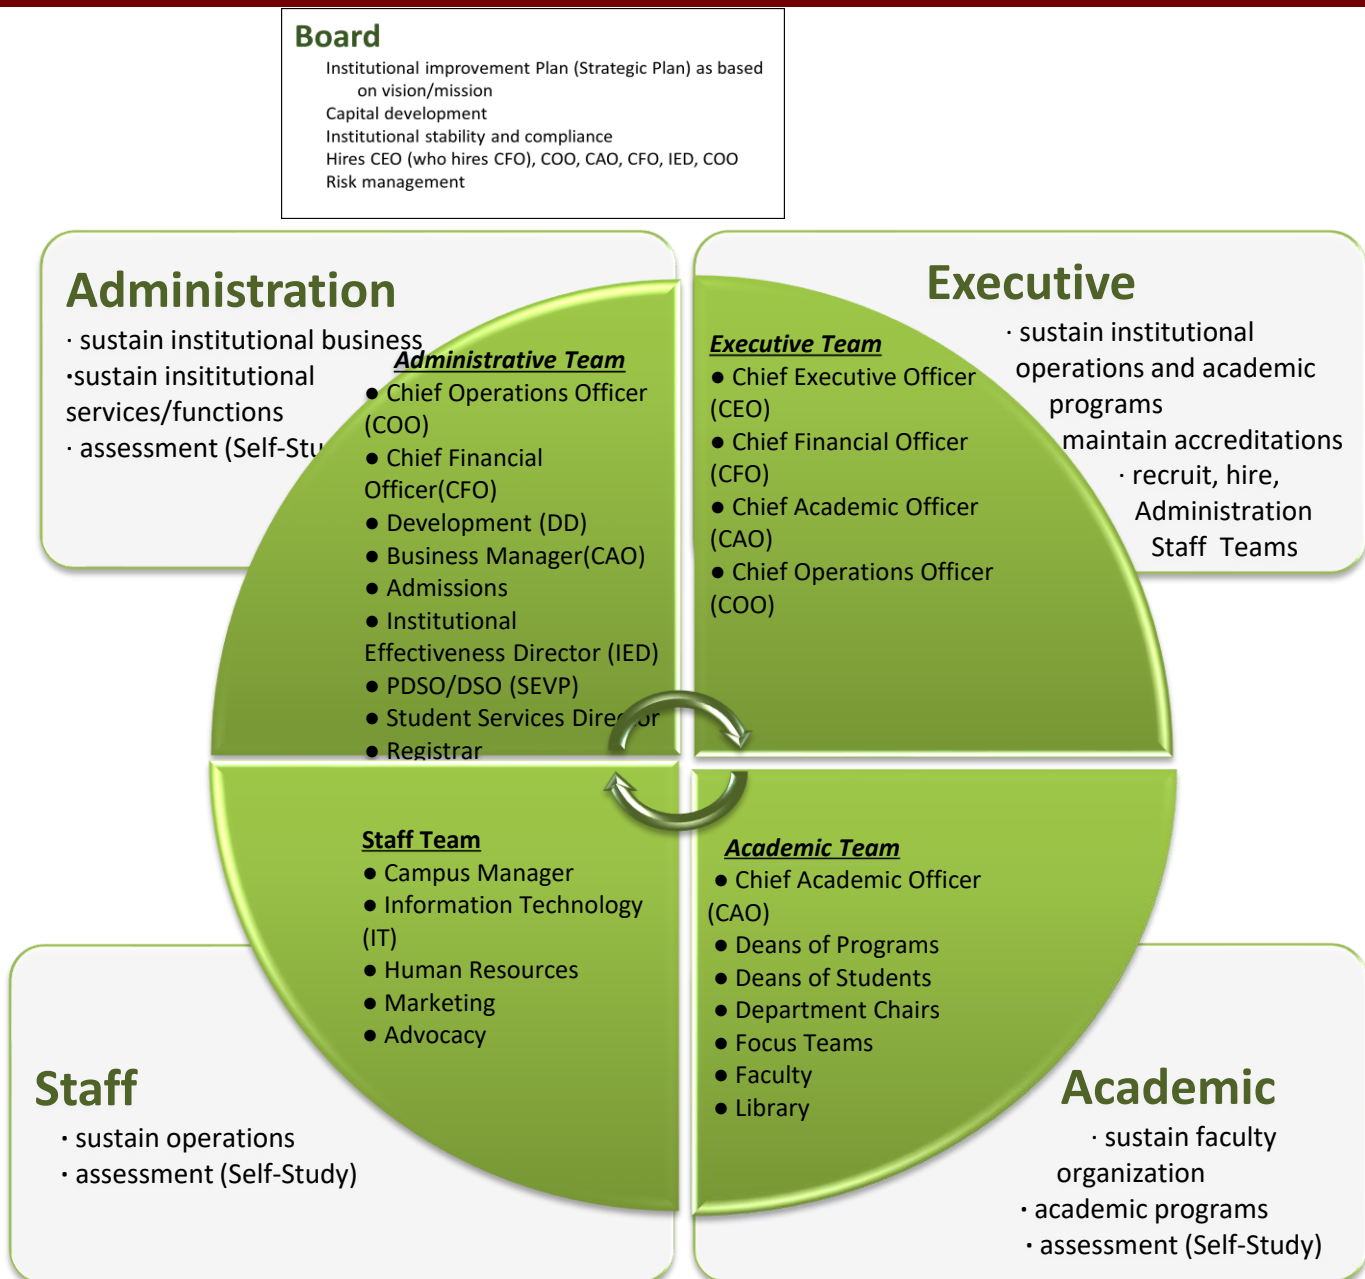 Board
Institutional improvement Plan (Strategic Plan) as based
on vision/mission
Capital development
Institutional stability and compliance
Hires CEO (who hires CFO), COO, CAO, CFO, IED, COO
Risk management
Administration
· sustain institutional business
·sustain insititutional
services/functions
· assessment (Self-Stu
Administrative Team
● Chief Operations Officer
(COO)
● Chief Financial
Officer(CFO)
● Development (DD)
● Business Manager(CAO)
● Admissions
● Institutional
Effectiveness Director (IED)
● PDSO/DSO (SEVP)
● Student Services Director
● Registrar
Executive
· sustain institutional
operations and academic
programs
maintain accreditations
· recruit, hire,
Administration
Staff Teams
Executive Team
● Chief Executive Officer
(CEO)
● Chief Financial Officer
(CFO)
● Chief Academic Officer
(CAO)
● Chief Operations Officer
(COO)
Staff Team
● Campus Manager
● Information Technology
(IT)
● Human Resources
● Marketing
● Advocacy
Staff
· sustain operations
· assessment (Self-Study)
Academic Team
● Chief Academic Officer
(CAO)
● Deans of Programs
● Deans of Students
● Department Chairs
● Focus Teams
● Faculty
● Library
Academic
· sustain faculty
organization
· academic programs
· assessment (Self-Study)